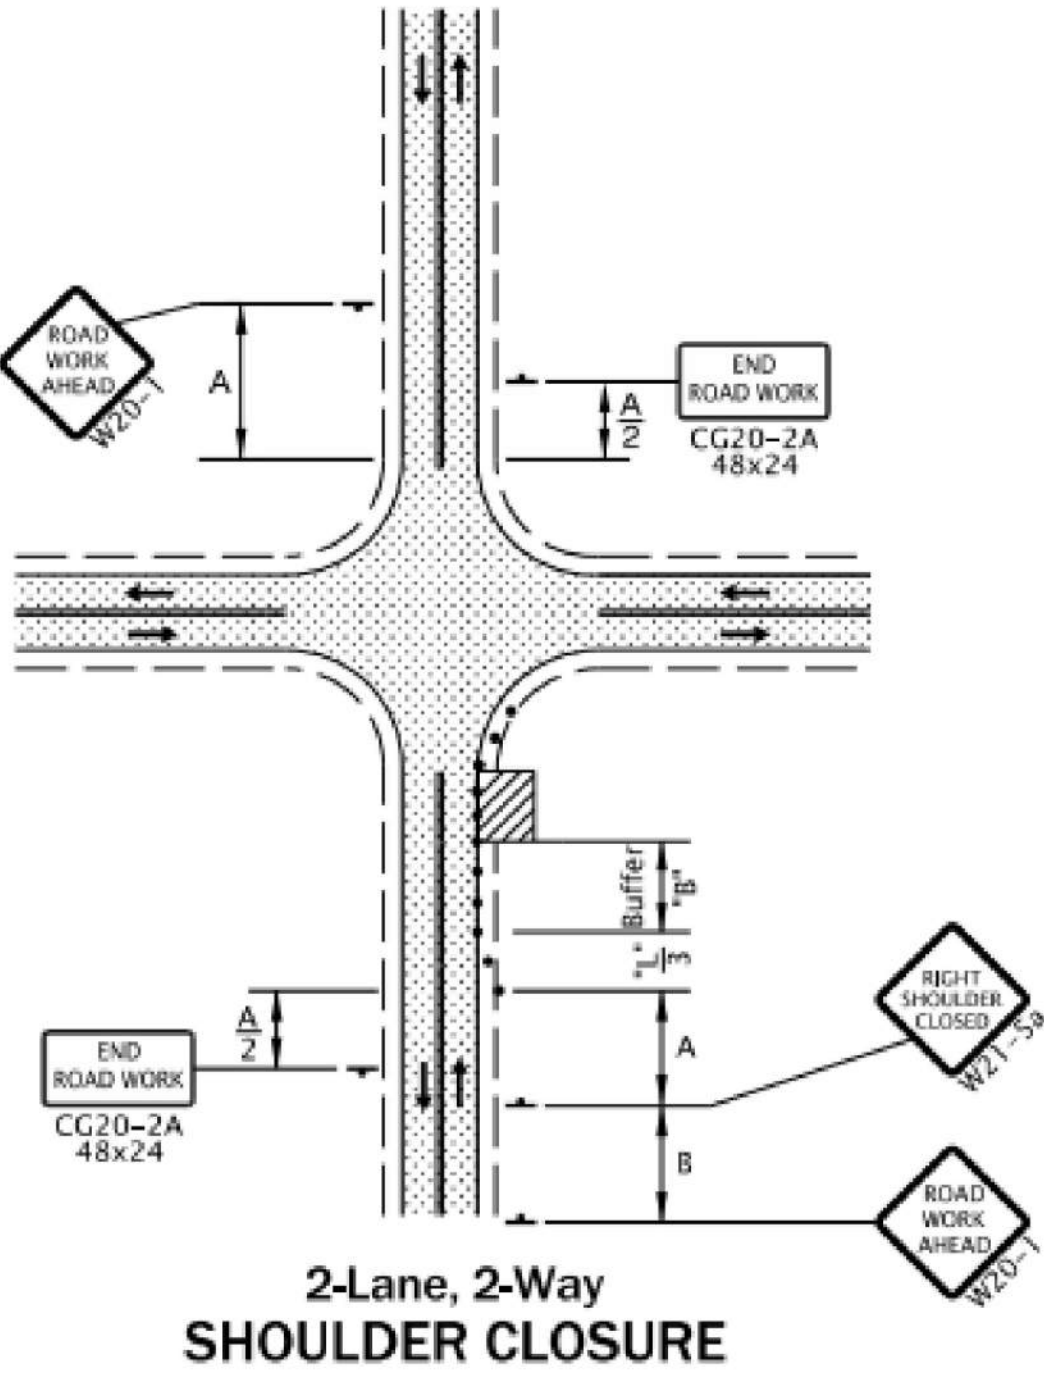 ROAD
WORK
AHEAD
W20-1
A
END
ROAD WORK
A
2
CG20-2A
48x24
Buffer
"B"
"L"
3
RIGHT
SHOULDER
CLOSED
W21-5a
A
A
2
END
ROAD WORK
CG20-2A
48x24
B
ROAD
WORK
AHEAD
W20-1
2-Lane, 2-Way
SHOULDER CLOSURE